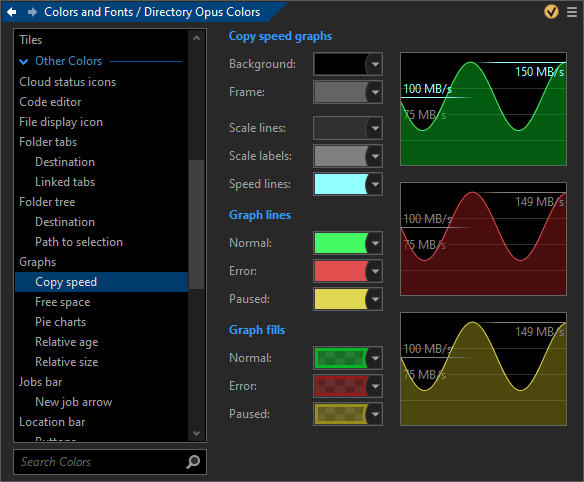 Colors and Fonts / Directory Opus Colors
Tiles
Other Colors
Cloud status icons
Code editor
File display icon
Folder tabs
Destination
Linked tabs
Folder tree
Destination
Path to selection
Graphs
Copy speed
Free space
Pie charts
Relative age
Relative size
Jobs bar
New job arrow
Location bar
Buttons
Search Colors
Copy speed graphs
Background:
Frame:
Scale lines:
Scale labels:
Speed lines:
Graph lines
Normal:
Error:
Paused:
Graph fills
Normal:
Error:
Paused:
150 MB/s
100 MB/s
75 MB/s
149 MB/s
100 MB/s
75 MB/s
149 MB/s
100 MB/s
75 MB/s